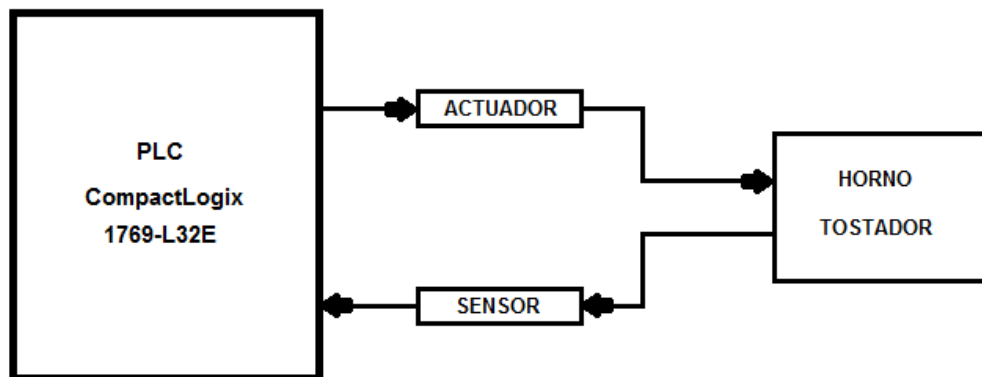 PLC
CompactLogix
1769-L32E
ACTUADOR
HORNO
TOSTADOR
SENSOR